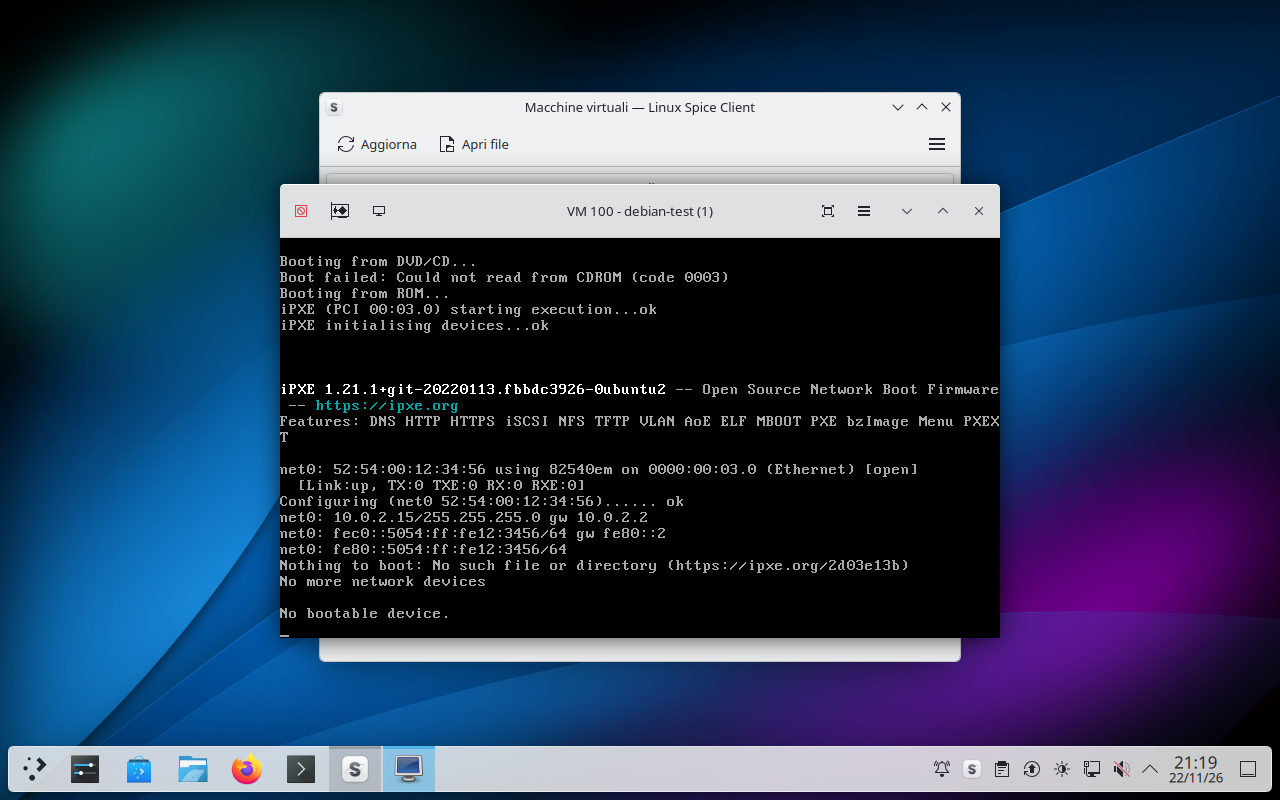 Macchine virtuali — Linux Spice Client
Aggiorna
Apri file
VM 100 - debian-test (1)
Booting from DVD/CD...
Boot failed: Could not read from CDROM (code 0003)
Booting from ROM...
iPXE (PCI 00:03.0) starting execution...ok
iPXE initialising devices...ok
iPXE 1.21.1+git-20220113.fbbdc3926-0ubuntu2 -- Open Source Network Boot Firmware
-- https://ipxe.org
Features: DNS HTTP HTTPS iSCSI NFS TFTP VLAN AoE ELF MBOOT PXE bzImage Menu PXEX
T
net0: 52:54:00:12:34:56 using 82540em on 0000:00:03.0 (Ethernet) [open]
[Link:up, TX:0 TXE:0 RX:0 RXE:0]
Configuring (net0 52:54:00:12:34:56)...... ok
net0: 10.0.2.15/255.255.255.0 gw 10.0.2.2
net0: fec0::5054:ff:fe12:3456/64 gw fe80::2
net0: fe80::5054:ff:fe12:3456/64
Nothing to boot: No such file or directory (https://ipxe.org/2d03e13b)
No more network devices
No bootable device.
21:19
22/11/26